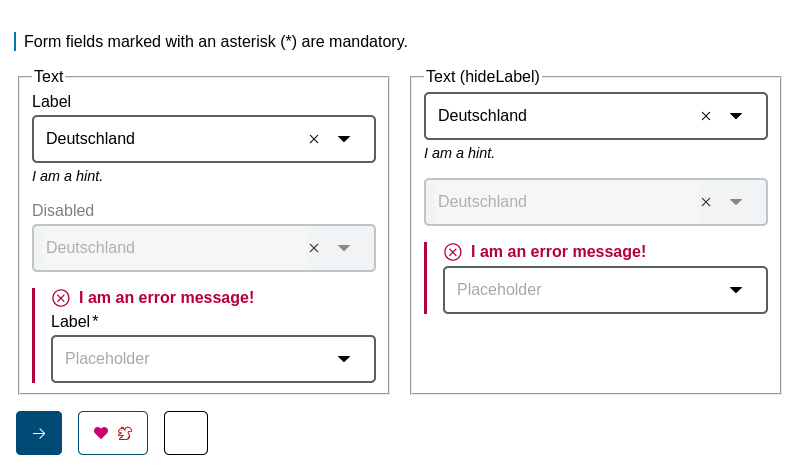 Form fields marked with an asterisk (*) are mandatory.
Text
Label
Deutschland
I am a hint.
Disabled
Deutschland
I am an error message!
Label*
Placeholder
Text (hideLabel)
Deutschland
I am a hint.
Deutschland
I am an error message!
Placeholder